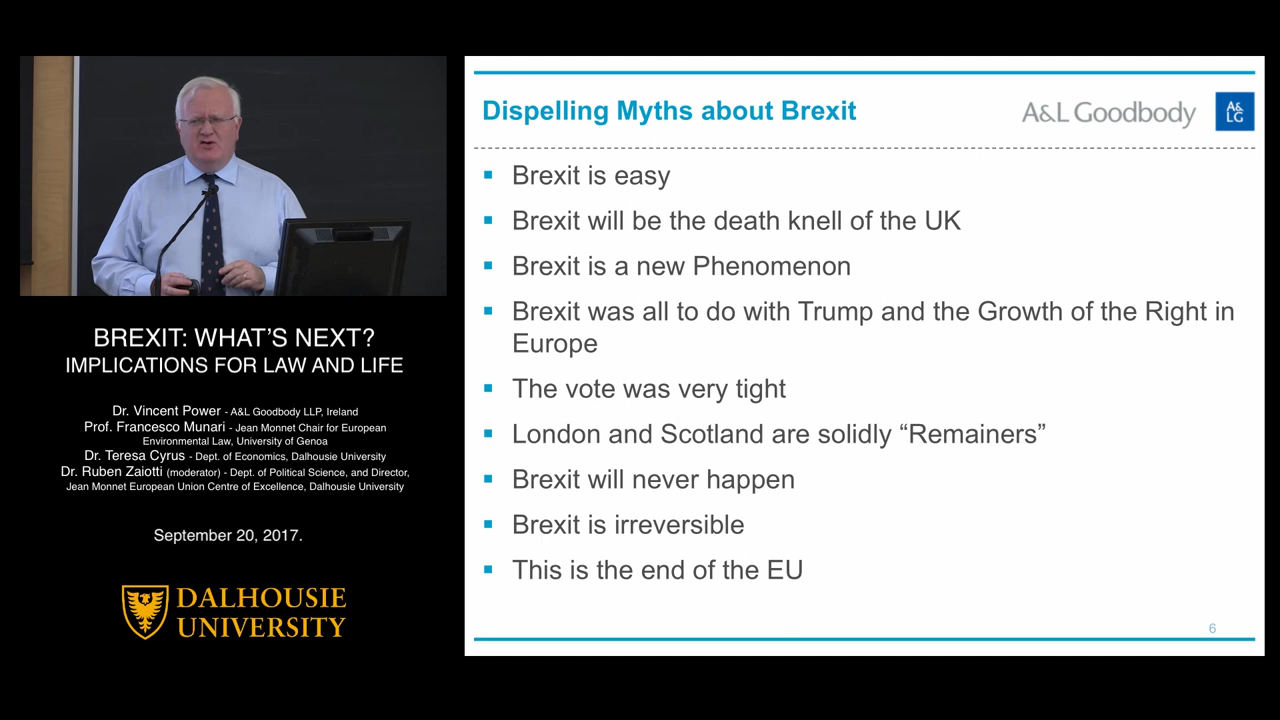 BREXIT: WHAT'S NEXT?
IMPLICATIONS FOR LAW AND LIFE
Dr. Vincent Power - A&L Goodbody LLP, Ireland
Prof. Francesco Munari - Jean Monnet Chair for European
Environmental Law, University of Genoa
Dr. Teresa Cyrus - Dept. of Economics, Dalhousie University
Dr. Ruben Zaiotti (moderator) - Dept. of Political Science, and Director,
Jean Monnet European Union Centre of Excellence, Dalhousie University
September 20, 2017.
DALHOUSIE
UNIVERSITY
Dispelling Myths about Brexit
A&L Goodbody
A&
LG
▪ Brexit is easy
▪ Brexit will be the death knell of the UK
▪ Brexit is a new Phenomenon
▪ Brexit was all to do with Trump and the Growth of the Right in
Europe
▪ The vote was very tight
▪ London and Scotland are solidly “Remainers”
▪ Brexit will never happen
▪ Brexit is irreversible
▪ This is the end of the EU
6